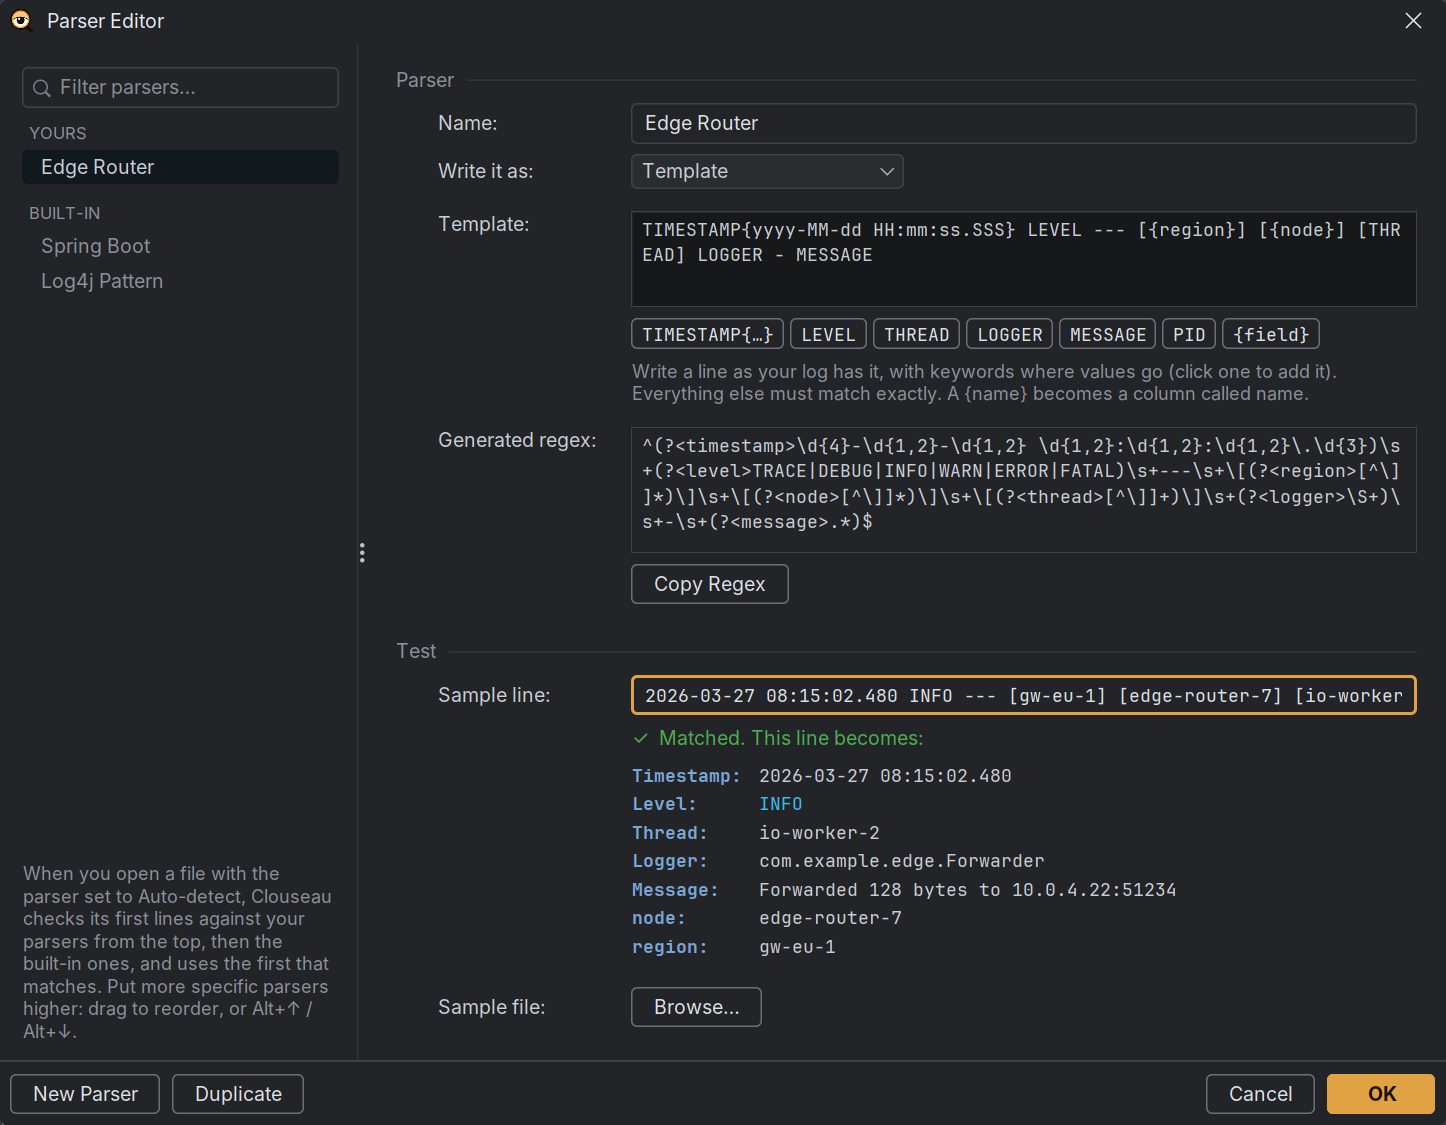 Parser Editor
Filter parsers...
YOURS
Edge Router
BUILT-IN
Spring Boot
Log4j Pattern
When you open a file with the
parser set to Auto-detect, Clouseau
checks its first lines against your
parsers from the top, then the
built-in ones, and uses the first that
matches. Put more specific parsers
higher: drag to reorder, or Alt+↑ /
Alt+↓.
Parser
Name:
Edge Router
Write it as:
Template
Template:
TIMESTAMP{yyyy-MM-dd HH:mm:ss.SSS} LEVEL --- [{region}] [{node}] [THR
EAD] LOGGER - MESSAGE
TIMESTAMP{…} LEVEL THREAD LOGGER MESSAGE PID {field}
Write a line as your log has it, with keywords where values go (click one to add it).
Everything else must match exactly. A {name} becomes a column called name.
Generated regex:
^(?<timestamp>\d{4}-\d{1,2}-\d{1,2} \d{1,2}:\d{1,2}:\d{1,2}\.\d{3})\s
+(?<level>TRACE|DEBUG|INFO|WARN|ERROR|FATAL)\s+---\s+\[(?<region>[^\]
]*)\]\s+\[(?<node>[^\]]*)\]\s+\[(?<thread>[^\]]+)\]\s+(?<logger>\S+)\
s+-\s+(?<message>.*)$
Copy Regex
Test
Sample line:
2026-03-27 08:15:02.480 INFO --- [gw-eu-1] [edge-router-7] [io-worker
✓ Matched. This line becomes:
Timestamp: 2026-03-27 08:15:02.480
Level: INFO
Thread: io-worker-2
Logger: com.example.edge.Forwarder
Message: Forwarded 128 bytes to 10.0.4.22:51234
node: edge-router-7
region: gw-eu-1
Sample file:
Browse...
New Parser
Duplicate
Cancel
OK